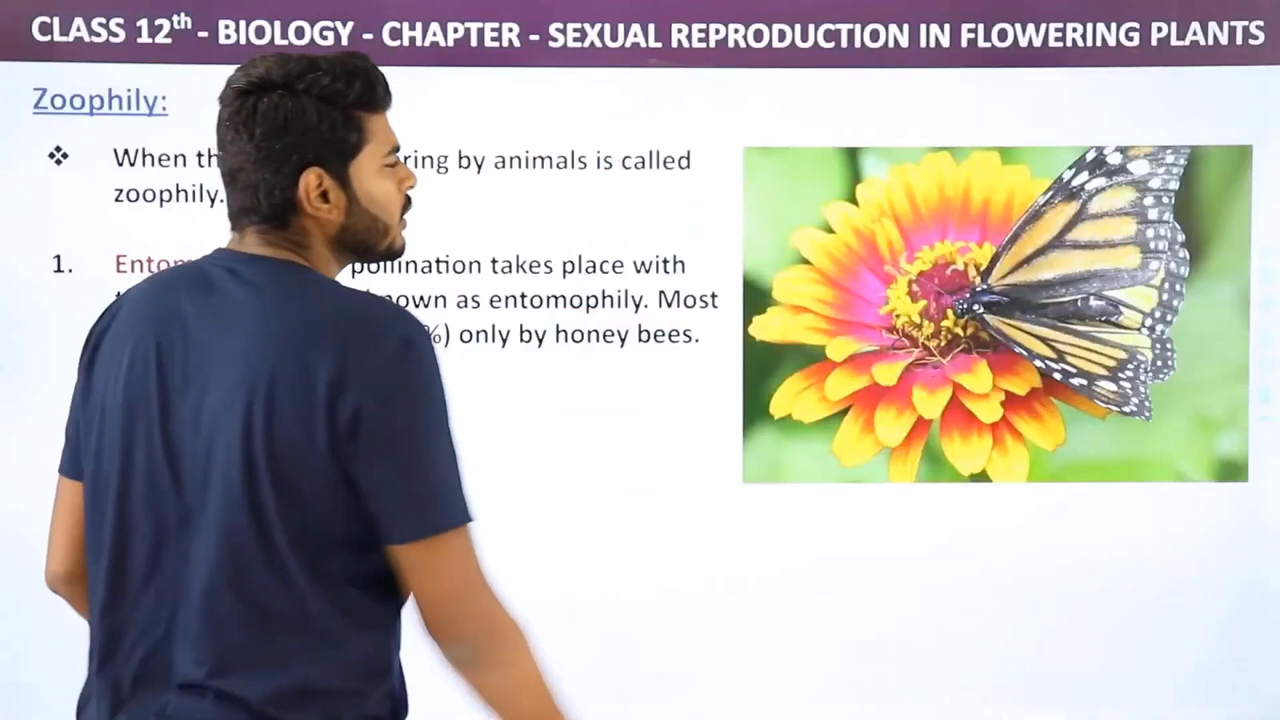 CLASS 12th - BIOLOGY - CHAPTER - SEXUAL REPRODUCTION IN FLOWERING PLANTS
Zoophily:
❖ When th ring by animals is called
zoophily.
1. Entom pollination takes place with
nown as entomophily. Most
%) only by honey bees.